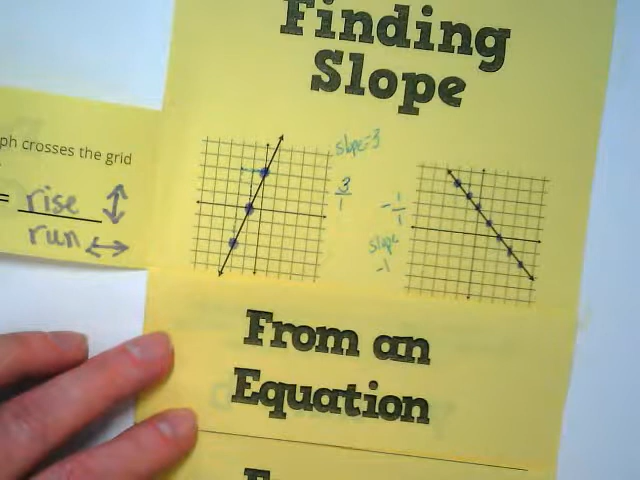 Finding
Slope
ph crosses the grid
= rise
run
slope=3
3
1
- 1
1
slope
-1
From an
Equation